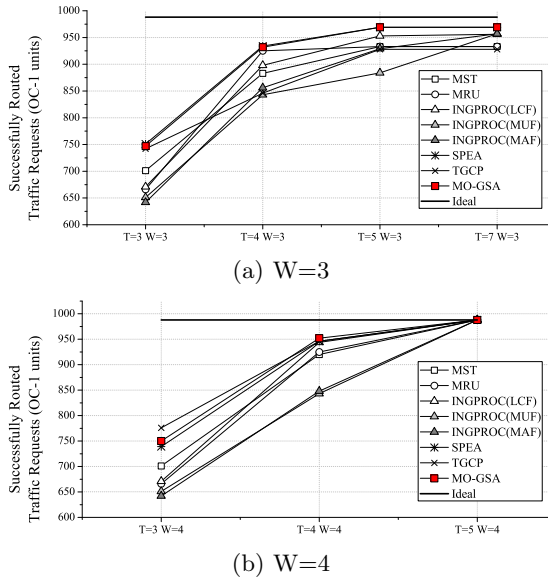 1000
950
900
850
800
750
700
650
600
Successfully Routed
Traffic Requests (OC-1 units)
MST
MRU
INGPROC(LCF)
INGPROC(MUF)
INGPROC(MAF)
SPEA
TGCP
MO-GSA
Ideal
T=3 W=3 T=4 W=3 T=5 W=3 T=7 W=3
(a) W=3
1000
950
900
850
800
750
700
650
600
Successfully Routed
Traffic Requests (OC-1 units)
MST
MRU
INGPROC(LCF)
INGPROC(MUF)
INGPROC(MAF)
SPEA
TGCP
MO-GSA
Ideal
T=3 W=4 T=4 W=4 T=5 W=4
(b) W=4